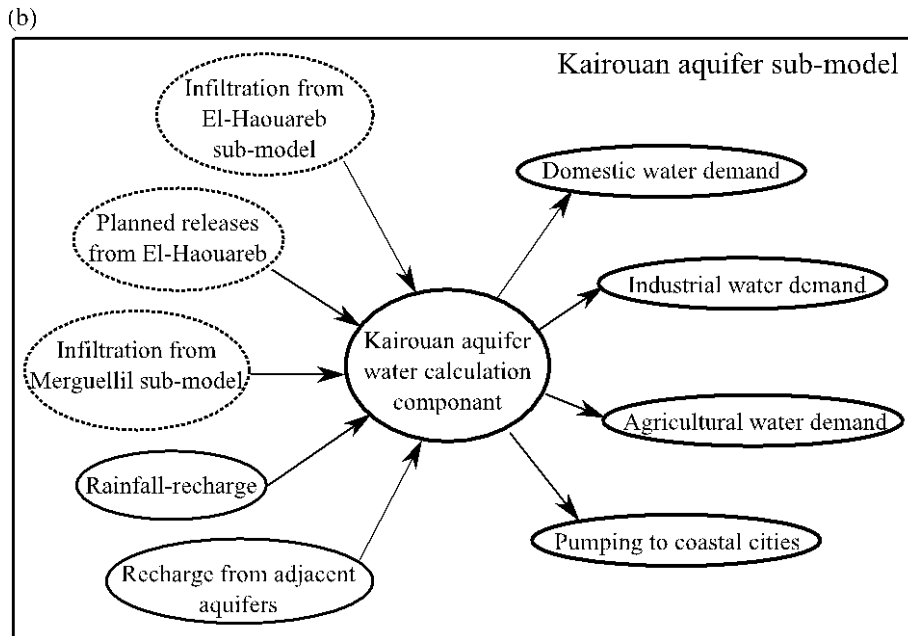 (b)
Kairouan aquifer sub-model
Infiltration from
El-Haouareb
sub-model
Planned releases
from El-Haouareb
Infiltration from
Merguellil sub-model
Rainfall-recharge
Recharge from adjacent
aquifers
Kairouan aquifer
water calculation
componant
Domestic water demand
Industrial water demand
Agricultural water demand
Pumping to coastal cities